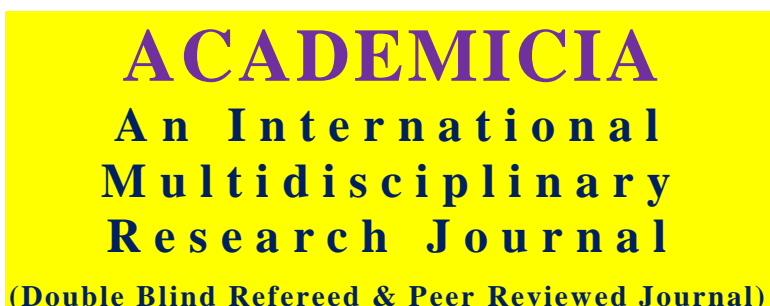 ACADEMICIA
An International
Multidisciplinary
Research Journal
(Double Blind Refereed & Peer Reviewed Journal)